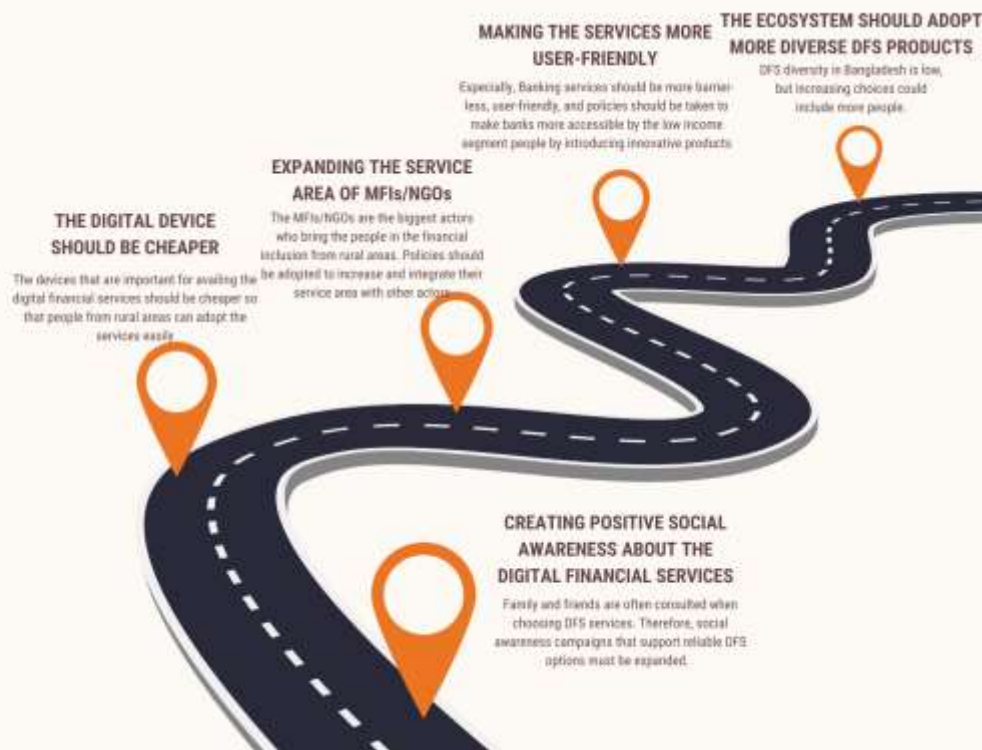 THE ECOSYSTEM SHOULD ADOPT
MORE DIVERSE DFS PRODUCTS
DFS diversity in Bangladesh is low,
but increasing choices could
include more people.
MAKING THE SERVICES MORE
USER-FRIENDLY
Especially, Banking services should be more barrier-
less, user-friendly, and policies should be taken to
make banks more accessible by the low income
segment people by introducing innovative products
EXPANDING THE SERVICE
AREA OF MFIs/NGOs
The MFIs/NGOs are the biggest actors
who bring the people in the financial
inclusion from rural areas. Policies should
be adopted to increase and integrate their
service area with other actors
THE DIGITAL DEVICE
SHOULD BE CHEAPER
The devices that are important for availing the
digital financial services should be cheaper so
that people from rural areas can adopt the
services easily
CREATING POSITIVE SOCIAL
AWARENESS ABOUT THE
DIGITAL FINANCIAL SERVICES
Family and friends are often consulted when
choosing DFS services. Therefore, social
awareness campaigns that support reliable DFS
options must be expanded.